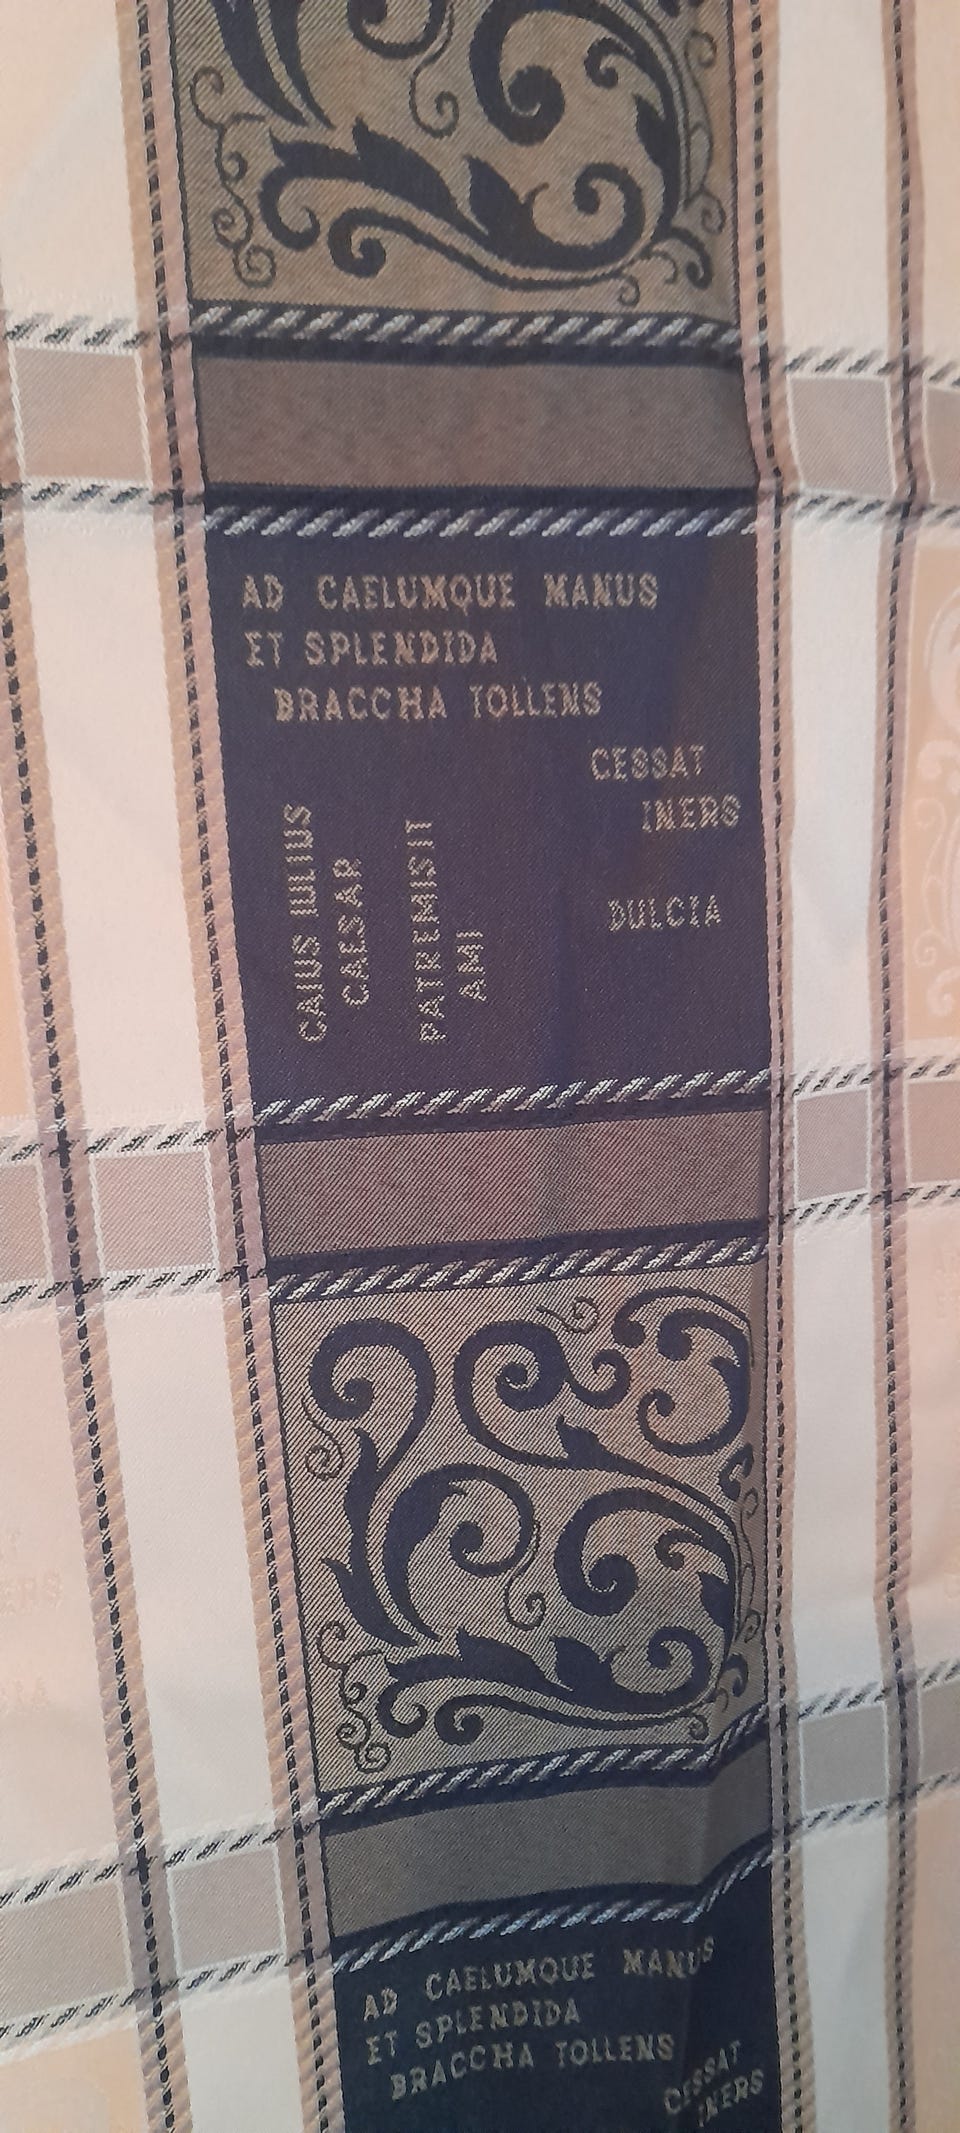 AD CAELUMQUE MANUS
ET SPLENDIDA
BRACCHA TOLLENS
CESSAT
INERS
DULCIA
CAIUS IULIUS
CAESAR
PATREMISIT
AMI
AD CAELUMQUE MANUS
ET SPLENDIDA
BRACCHA TOLLENS
CESSAT
INERS